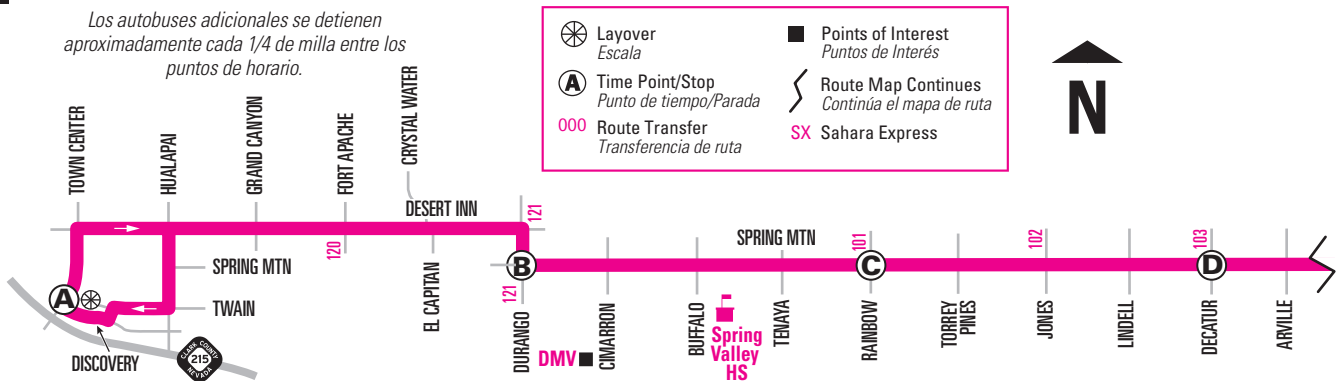 Los autobuses adicionales se detienen
aproximadamente cada 1/4 de milla entre los
puntos de horario.
Layover
Escala
A
Time Point/Stop
Punto de tiempo/Parada
000
Route Transfer
Transferencia de ruta
Points of Interest
Puntos de Interés
Route Map Continues
Continúa el mapa de ruta
SX
Sahara Express
N
TOWN CENTER
HUALAPAI
GRAND CANYON
FORT APACHE
CRYSTAL WATER
DESERT INN
121
SPRING MTN
101
102
103
120
SPRING MTN
A
B
C
D
TWAIN
DISCOVERY
CLARK COUNTY
215
NEVADA
EL CAPITAN
121
DURANGO
DMV
CIMARRON
BUFFALO
Spring
Valley
HS
TENAYA
RAINBOW
TORREY
PINES
JONES
LINDELL
DECATUR
ARVILLE